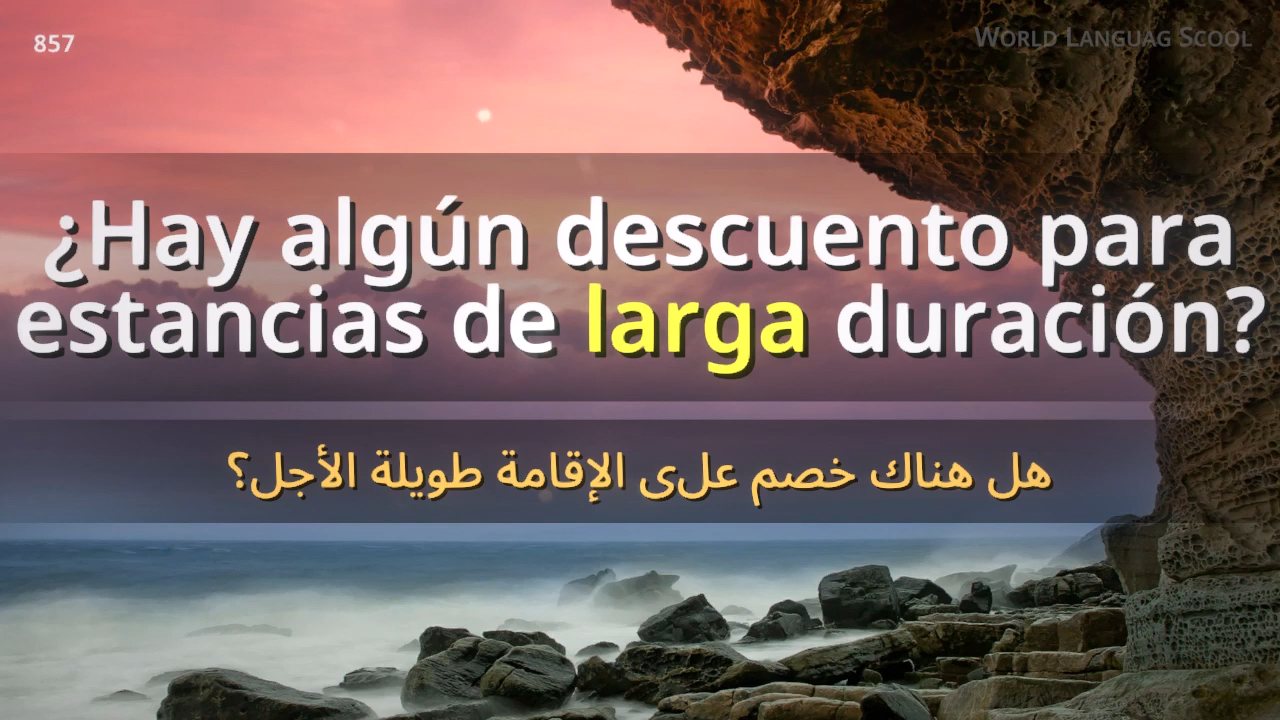 857
WORLD LANGUAG SCOOL
¿Hay algún descuento para
estancias de larga duración?
هل هناك خصم على الإقامة طويلة الأجل؟